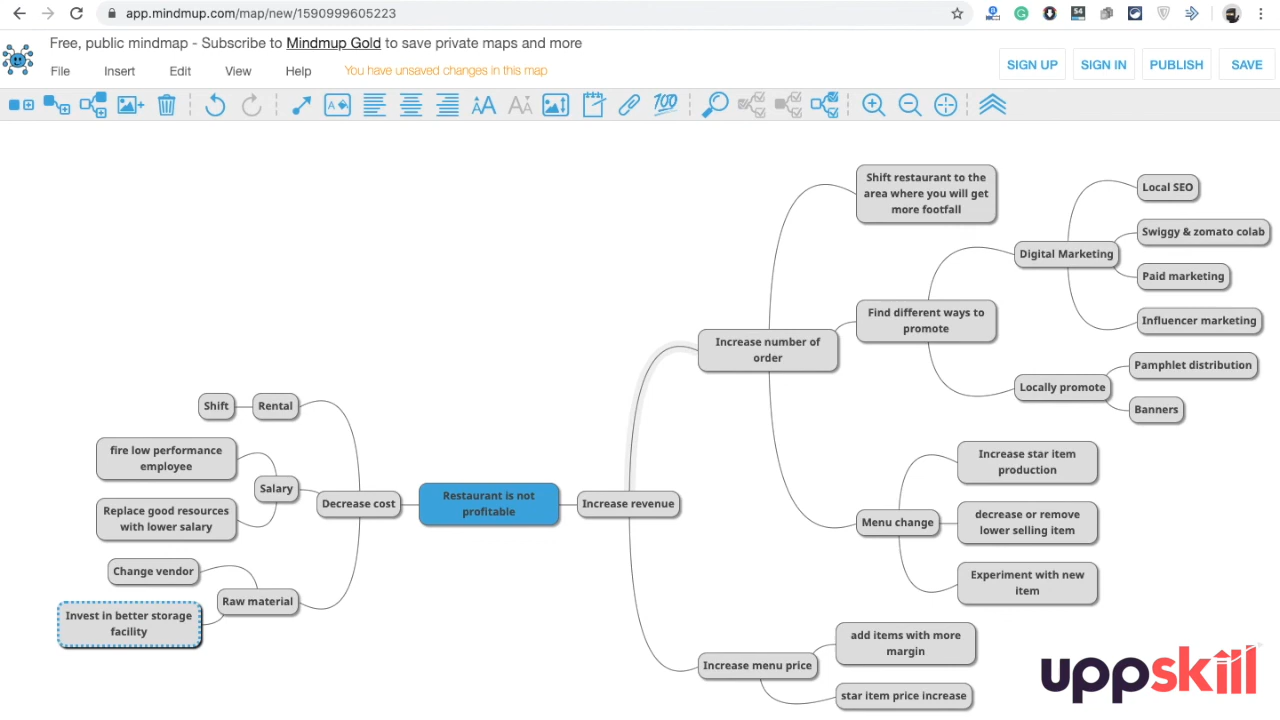 app.mindmup.com/map/new/1590999605223
Free, public mindmap - Subscribe to Mindmup Gold to save private maps and more
File Insert Edit View Help You have unsaved changes in this map
SIGN UP SIGN IN PUBLISH SAVE
Restaurant is not
profitable
Decrease cost
Rental
Shift
Salary
fire low performance
employee
Replace good resources
with lower salary
Raw material
Change vendor
Invest in better storage
facility
Increase revenue
Increase number of
order
Shift restaurant to the
area where you will get
more footfall
Find different ways to
promote
Digital Marketing
Local SEO
Swiggy & zomato colab
Paid marketing
Influencer marketing
Locally promote
Pamphlet distribution
Banners
Menu change
Increase star item
production
decrease or remove
lower selling item
Experiment with new
item
Increase menu price
add items with more
margin
star item price increase
uppskill